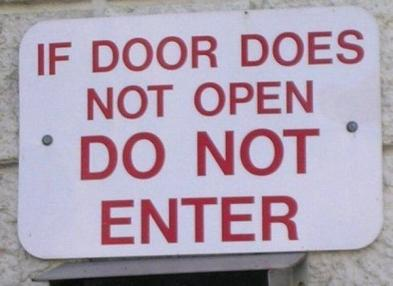 IF DOOR DOES
NOT OPEN
DO NOT
ENTER